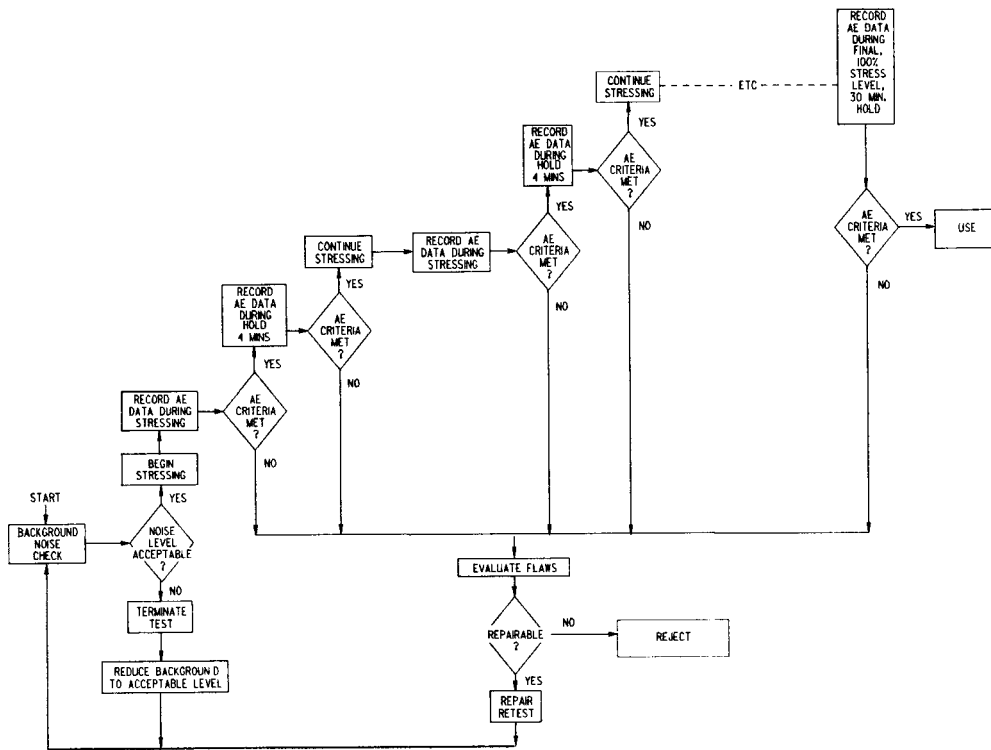 RECORD
AE DATA
DURING
FINAL,
100%
STRESS
LEVEL,
30 MIN.
HOLD
CONTINUE
STRESSING
ETC
YES
RECORD
AE DATA
DURING
HOLD
4 MINS
AE
CRITERIA
MET
?
YES
NO
AE
CRITERIA
MET
?
YES
USE
NO
CONTINUE
STRESSING
RECORD AE
DATA DURING
STRESSING
AE
CRITERIA
MET
?
NO
YES
RECORD
AE DATA
DURING
HOLD
4 MINS
AE
CRITERIA
MET
?
NO
YES
RECORD AE
DATA DURING
STRESSING
AE
CRITERIA
MET
?
NO
BEGIN
STRESSING
YES
START
BACKGROUND
NOISE
CHECK
NOISE
LEVEL
ACCEPTABLE
?
NO
TERMINATE
TEST
REDUCE BACKGROUND
TO ACCEPTABLE LEVEL
EVALUATE FLAWS
REPAIRABLE
?
NO
REJECT
YES
REPAIR
RETEST